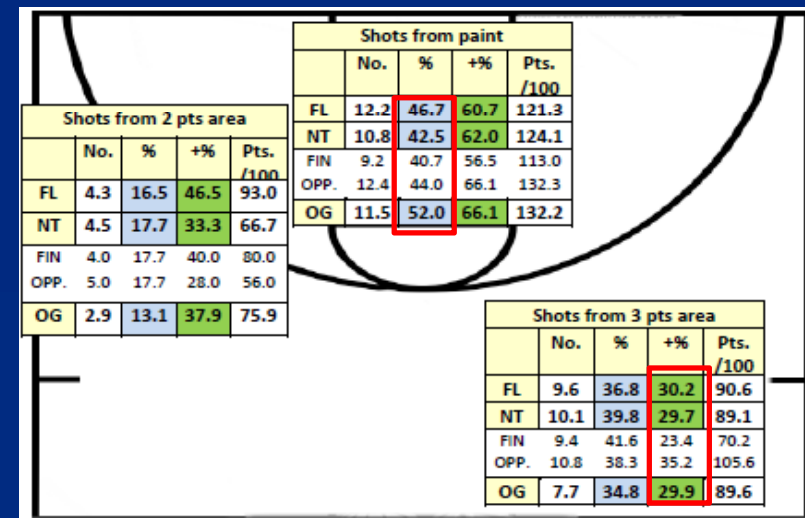 Shots from paint
No. % +% Pts. /100
FL 12.2 46.7 60.7 121.3
NT 10.8 42.5 62.0 124.1
FIN 9.2 40.7 56.5 113.0
OPP. 12.4 44.0 66.1 132.3
OG 11.5 52.0 66.1 132.2
Shots from 2 pts area
No. % +% Pts. /100
FL 4.3 16.5 46.5 93.0
NT 4.5 17.7 33.3 66.7
FIN 4.0 17.7 40.0 80.0
OPP. 5.0 17.7 28.0 56.0
OG 2.9 13.1 37.9 75.9
Shots from 3 pts area
No. % +% Pts. /100
FL 9.6 36.8 30.2 90.6
NT 10.1 39.8 29.7 89.1
FIN 9.4 41.6 23.4 70.2
OPP. 10.8 38.3 35.2 105.6
OG 7.7 34.8 29.9 89.6